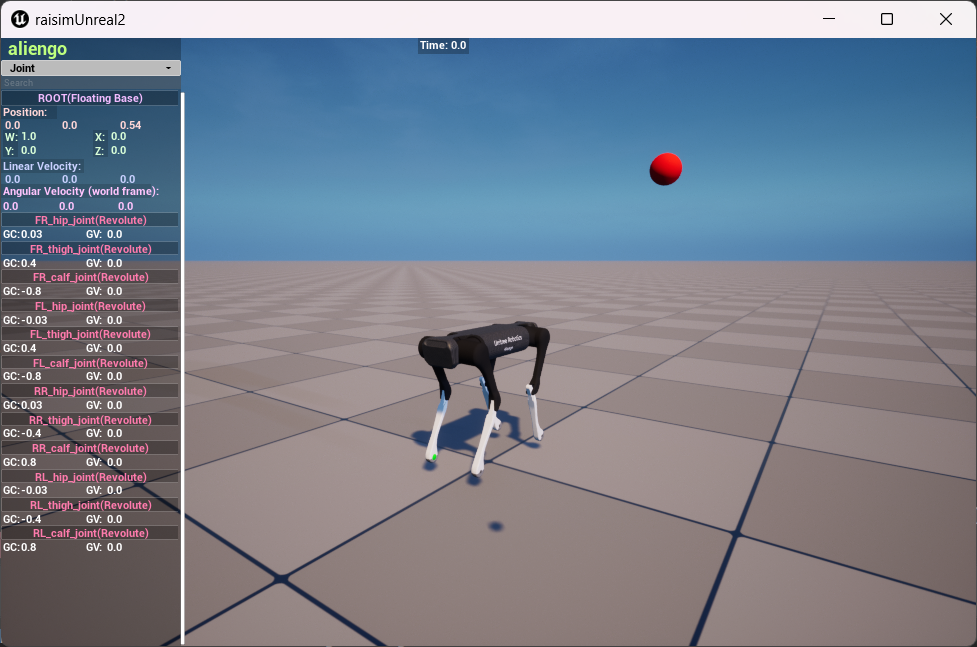 raisimUnreal2
aliengo
Time: 0.0
Joint
Search
ROOT(Floating Base)
Position:
0.0 0.0 0.54
W: 1.0 X: 0.0
Y: 0.0 Z: 0.0
Linear Velocity:
0.0 0.0 0.0
Angular Velocity (world frame):
0.0 0.0 0.0
FR_hip_joint(Revolute)
GC:0.03 GV: 0.0
FR_thigh_joint(Revolute)
GC:0.4 GV: 0.0
FR_calf_joint(Revolute)
GC:-0.8 GV: 0.0
FL_hip_joint(Revolute)
GC:-0.03 GV: 0.0
FL_thigh_joint(Revolute)
GC:0.4 GV: 0.0
FL_calf_joint(Revolute)
GC:-0.8 GV: 0.0
RR_hip_joint(Revolute)
GC:0.03 GV: 0.0
RR_thigh_joint(Revolute)
GC:-0.4 GV: 0.0
RR_calf_joint(Revolute)
GC:0.8 GV: 0.0
RL_hip_joint(Revolute)
GC:-0.03 GV: 0.0
RL_thigh_joint(Revolute)
GC:-0.4 GV: 0.0
RL_calf_joint(Revolute)
GC:0.8 GV: 0.0
Unitree Robotics